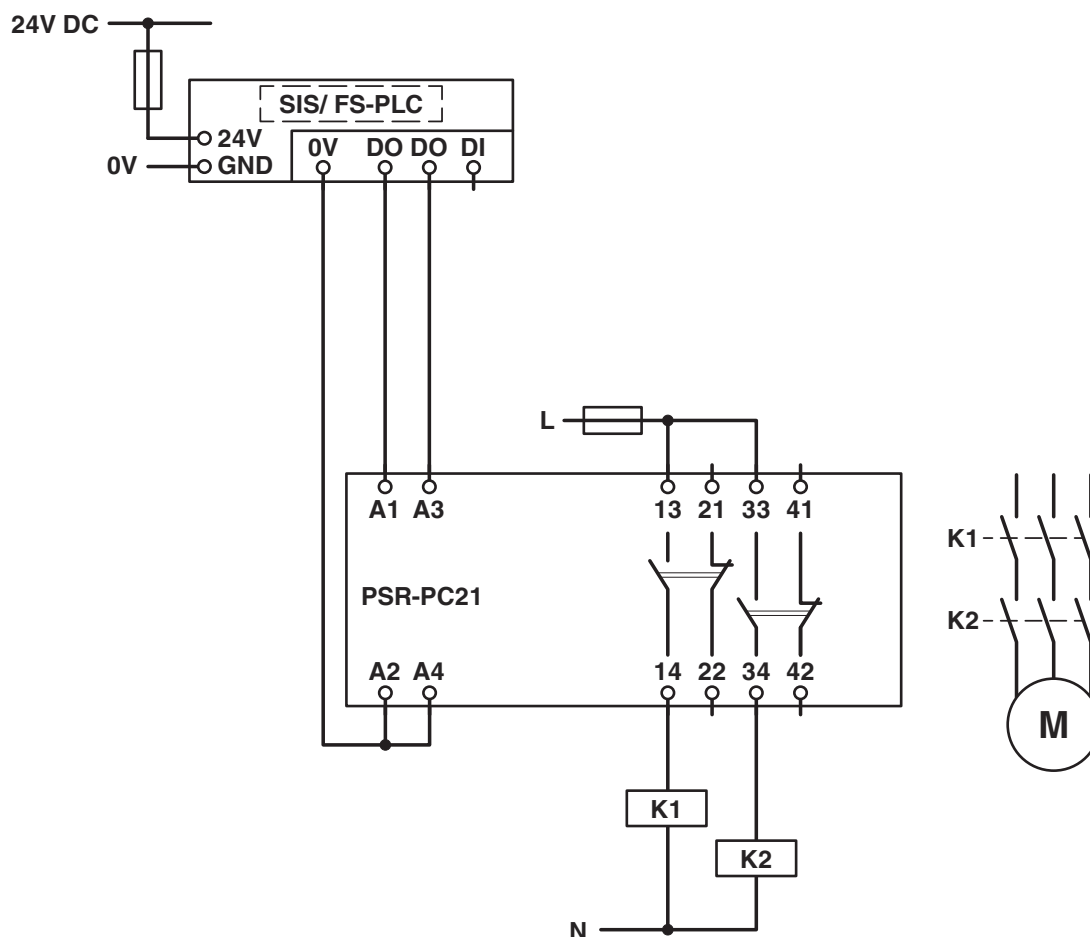 24V DC
SIS/ FS-PLC
24V
0V DO DO DI
0V
GND
L
A1 A3
13 21 33 41
K1
PSR-PC21
K2
A2 A4
14 22 34 42
M
K1
K2
N